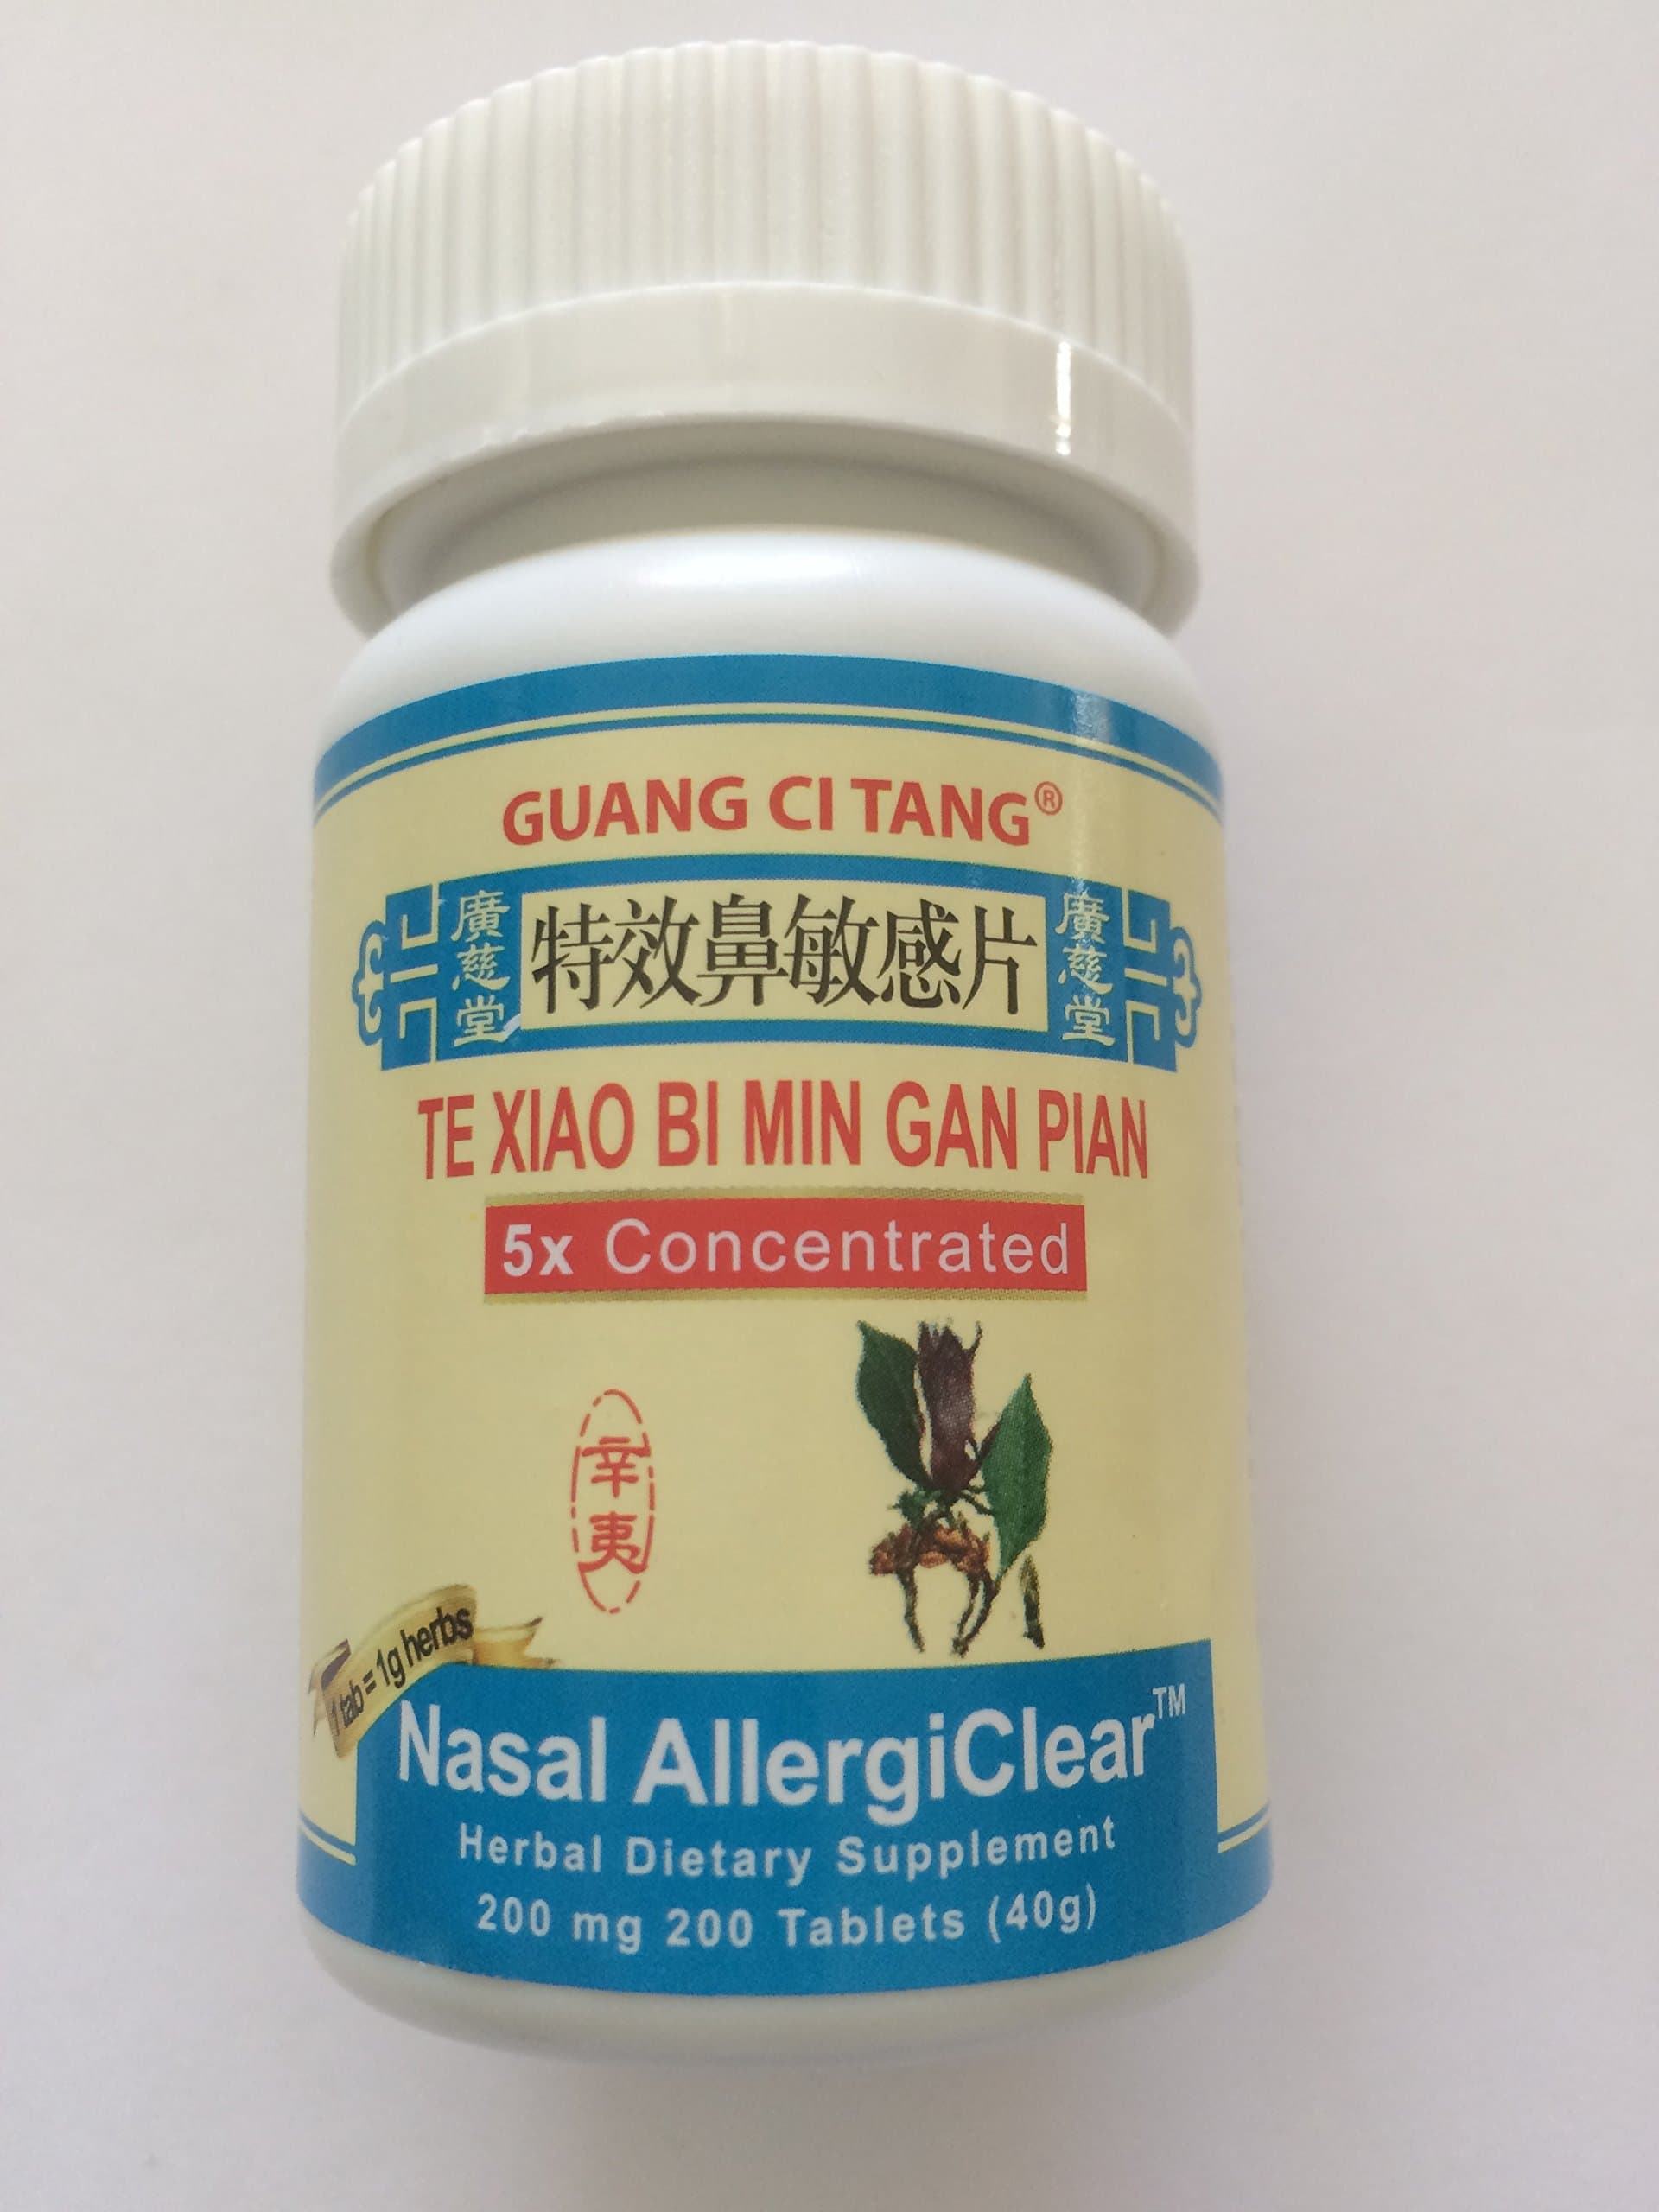 GUANG CI TANG®
廣慈堂
特效鼻敏感片
廣慈堂
TE XIAO BI MIN GAN PIAN
5x Concentrated
辛夷
1 tab = 1g herbs
Nasal AllergiClear™
Herbal Dietary Supplement
200 mg 200 Tablets (40g)